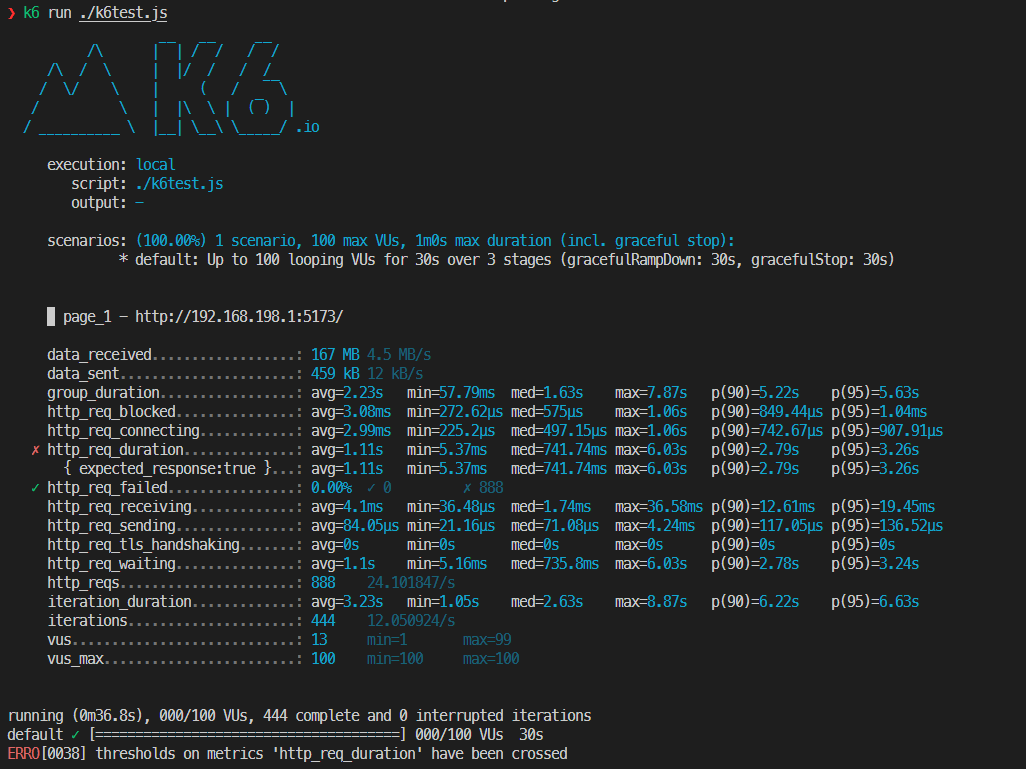 ❯ k6 run ./k6test.js
          /\      |‾‾| /‾‾/   /‾‾/
     /\  /  \     |  |/  /   /  /
    /  \/    \    |     (   /   ‾‾\
   /          \   |  |\  \ |  (‾)  |
  / __________ \  |__| \__\ \_____/ .io
execution: local
script: ./k6test.js
output: -
scenarios: (100.00%) 1 scenario, 100 max VUs, 1m0s max duration (incl. graceful stop):
* default: Up to 100 looping VUs for 30s over 3 stages (gracefulRampDown: 30s, gracefulStop: 30s)
█ page_1 - http://192.168.198.1:5173/
data_received..................: 167 MB 4.5 MB/s
data_sent......................: 459 kB 12 kB/s
group_duration.................: avg=2.23s min=57.79ms med=1.63s max=7.87s p(90)=5.22s p(95)=5.63s
http_req_blocked...............: avg=3.08ms min=272.62µs med=575µs max=1.06s p(90)=849.44µs p(95)=1.04ms
http_req_connecting............: avg=2.99ms min=225.2µs med=497.15µs max=1.06s p(90)=742.67µs p(95)=907.91µs
✗ http_req_duration..............: avg=1.11s min=5.37ms med=741.74ms max=6.03s p(90)=2.79s p(95)=3.26s
{ expected_response:true }...: avg=1.11s min=5.37ms med=741.74ms max=6.03s p(90)=2.79s p(95)=3.26s
✓ http_req_failed................: 0.00% ✓ 0 ✗ 888
http_req_receiving.............: avg=4.1ms min=36.48µs med=1.74ms max=36.58ms p(90)=12.61ms p(95)=19.45ms
http_req_sending...............: avg=84.05µs min=21.16µs med=71.08µs max=4.24ms p(90)=117.05µs p(95)=136.52µs
http_req_tls_handshaking.......: avg=0s min=0s med=0s max=0s p(90)=0s p(95)=0s
http_req_waiting...............: avg=1.1s min=5.16ms med=735.8ms max=6.03s p(90)=2.78s p(95)=3.24s
http_reqs......................: 888 24.101847/s
iteration_duration.............: avg=3.23s min=1.05s med=2.63s max=8.87s p(90)=6.22s p(95)=6.63s
iterations.....................: 444 12.050924/s
vus............................: 13 min=1 max=99
vus_max........................: 100 min=100 max=100
running (0m36.8s), 000/100 VUs, 444 complete and 0 interrupted iterations
default ✓ [======================================] 000/100 VUs  30s
ERRO[0038] thresholds on metrics 'http_req_duration' have been crossed